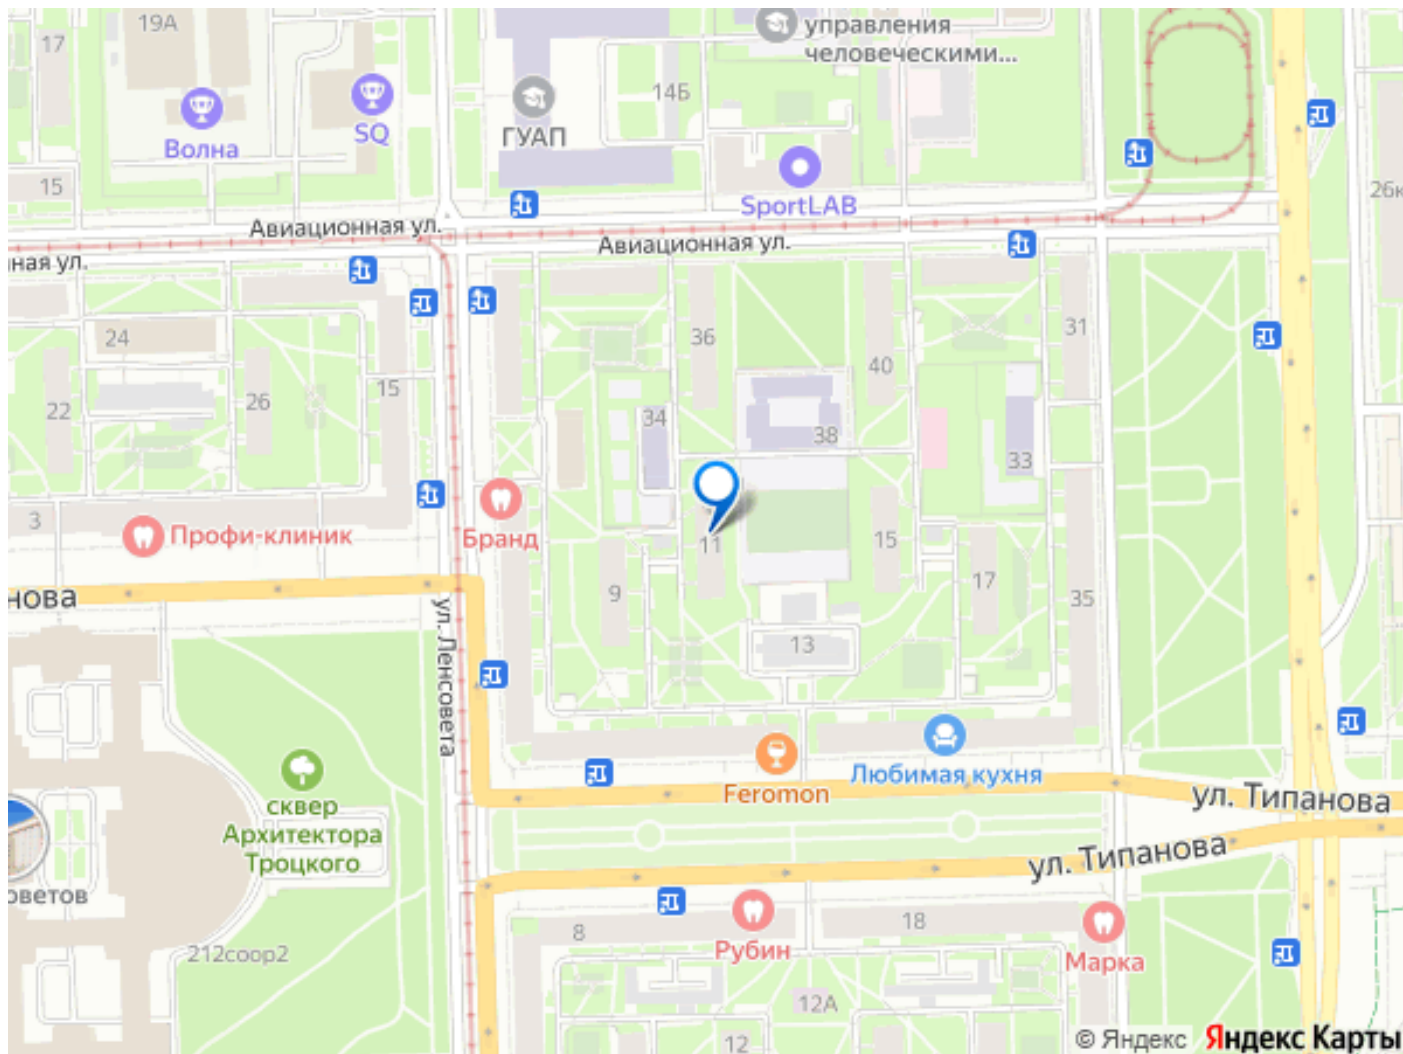 19А
17
управления
человеческими...
14Б
ГУАП
SQ
Волна
15
SportLAB
26к
Авиационная ул.
Авиационная ул.
ная ул.
24
36
31
40
15
26
22
34
38
33
3
Профи-клиник
Бранд
11
15
9
17
35
нова
ул. Ленсовета
13
Любимая кухня
Feromon
ул. Типанова
сквер
Архитектора
Троцкого
ул. Типанова
оветов
8
18
Рубин
Марка
212соор2
12А
12
© Яндекс Яндекс Карты